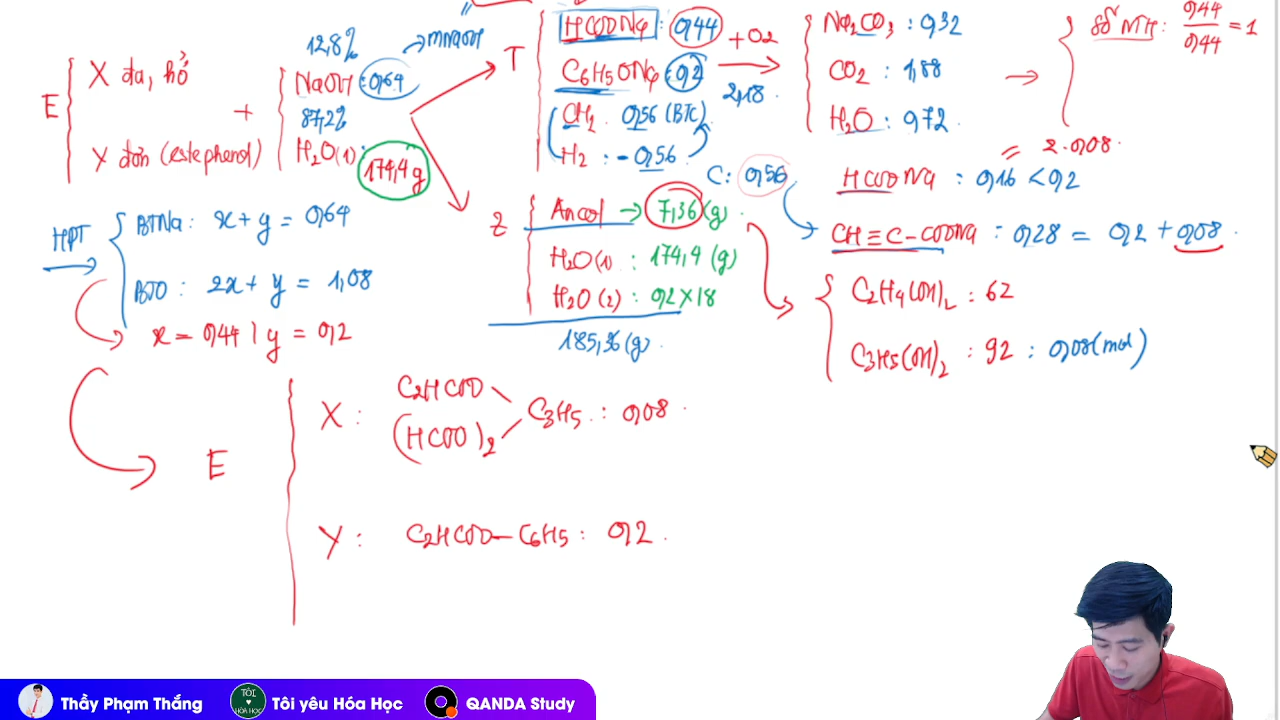 E { X đa, hở
Y đơn (este phenol)
+
12,8% → mNaOH
NaOH : 0,64
87,2%
H2O(1) : 174,4g
T { HCOONa : 0,44
C6H5ONa : 0,2
CH2 : 0,56 (BTC)
H2 : -0,56
+O2
2,18
Na2CO3 : 0,32
CO2 : 1,88
H2O : 0,72
→ { số MH : 0,44/0,44 = 1
= 2.0,08
C : 0,56
HCOONa : 0,16 < 0,2
CH≡C-COONa : 0,28 = 0,2 + 0,08
Z { Ancol → 7,36 (g)
H2O(1) : 174,4 (g)
H2O(2) : 0,2×18
185,36 (g)
C2H4(OH)2 : 62
C3H5(OH)2 : 92 : 0,08 (mol)
HPT { BTNa : x + y = 0,64
BTO : 2x + y = 1,08
x = 0,44 | y = 0,2
E
X : C2HCOO
(HCOO)2
C3H5 : 0,08
Y : C2HCOO-C6H5 : 0,2
Thầy Phạm Thắng
TÔI
HÓA HỌC
Tôi yêu Hóa Học
QANDA Study